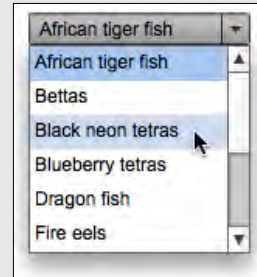 African tiger fish
African tiger fish
Bettas
Black neon tetras
Blueberry tetras
Dragon fish
Fire eels